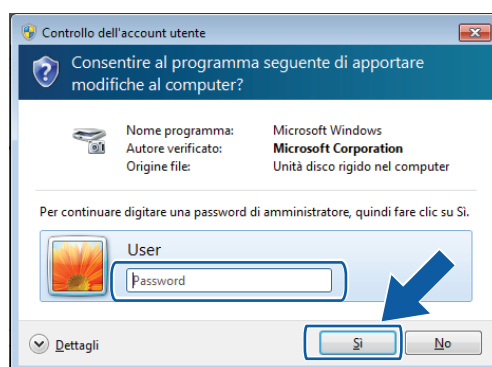 Controllo dell'account utente
Consentire al programma seguente di apportare
modifiche al computer?
Nome programma: Microsoft Windows
Autore verificato: Microsoft Corporation
Origine file: Unità disco rigido nel computer
Per continuare digitare una password di amministratore, quindi fare clic su Sì.
User
Password
Dettagli
Sì
No